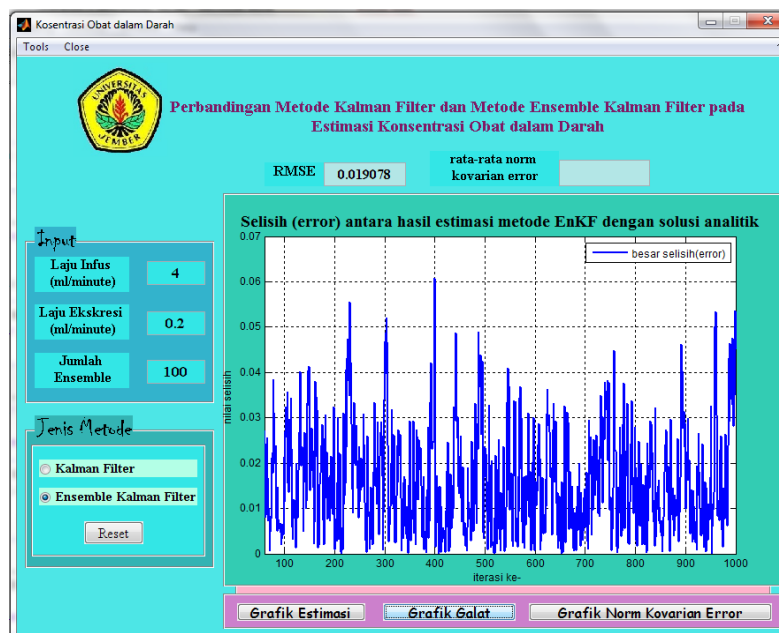 Kosentrasi Obat dalam Darah
Tools Close
UNIVERSITAS
JEMBER
Perbandingan Metode Kalman Filter dan Metode Ensemble Kalman Filter pada
Estimasi Konsentrasi Obat dalam Darah
RMSE 0.019078
rata-rata norm
kovarian error
Input
Laju Infus
(ml/minute)
4
Laju Ekskresi
(ml/minute)
0.2
Jumlah
Ensemble
100
Jenis Metode
Kalman Filter
Ensemble Kalman Filter
Reset
Selisih (error) antara hasil estimasi metode EnKF dengan solusi analitik
besar selisih(error)
0.07
0.06
0.05
0.04
0.03
0.02
0.01
0
nilai selisih
100 200 300 400 500 600 700 800 900 1000
iterasi ke-
Grafik Estimasi Grafik Galat Grafik Norm Kovarian Error